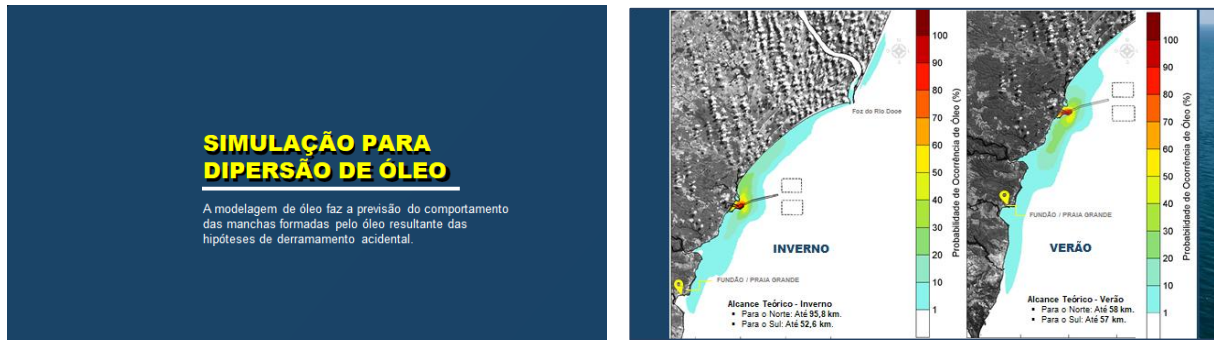 SIMULAÇÃO PARA
DIPERSÃO DE ÓLEO
A modelagem de óleo faz a previsão do comportamento
das manchas formadas pelo óleo resultante das
hipóteses de derramamento acidental.
Foz do Rio Doce
INVERNO
FUNDÃO / PRAIA GRANDE
Alcance Teórico - Inverno
▪ Para o Norte: Até 95,8 km.
▪ Para o Sul: Até 52,6 km.
100
90
80
70
60
50
40
30
20
10
1
Probabilidade de Ocorrência de Óleo (%)
FUNDÃO / PRAIA GRANDE
VERÃO
Alcance Teórico - Verão
▪ Para o Norte: Até 58 km.
▪ Para o Sul: Até 57 km.
100
90
80
70
60
50
40
30
20
10
1
Probabilidade de Ocorrência de Óleo (%)